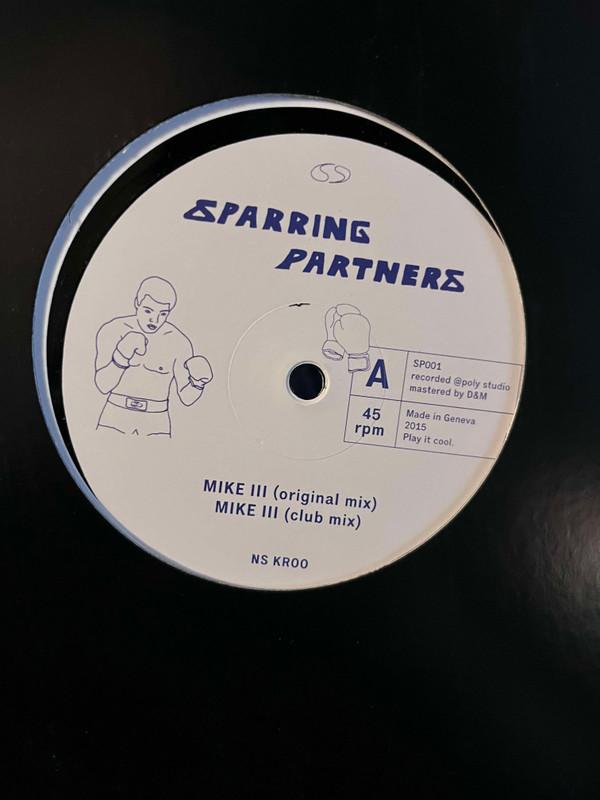 SPARRING
PARTNERS
A
SP001
recorded @poly studio
mastered by D&M
45
rpm
Made in Geneva
2015
Play it cool.
MIKE III (original mix)
MIKE III (club mix)
NS KROO